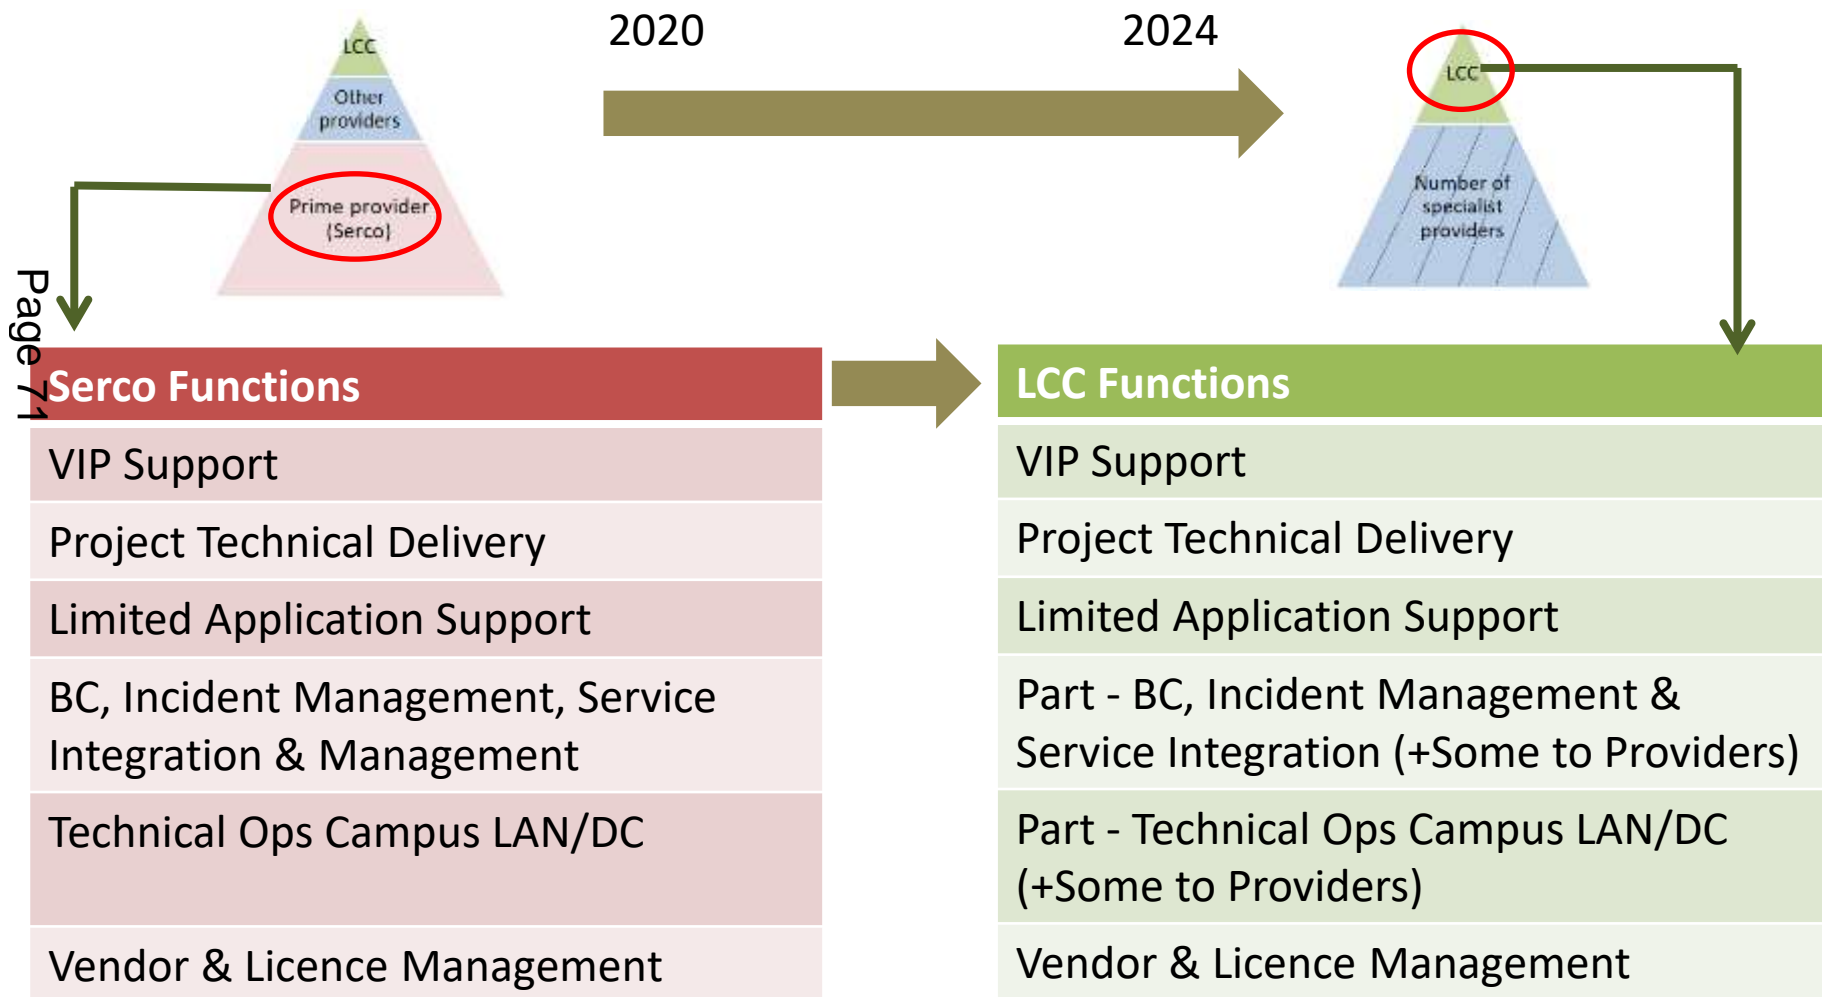 2020
2024
LCC
Other
providers
Prime provider
(Serco)
LCC
Number of
specialist
providers
Page 71
Serco Functions
VIP Support
Project Technical Delivery
Limited Application Support
BC, Incident Management, Service
Integration & Management
Technical Ops Campus LAN/DC
Vendor & Licence Management
LCC Functions
VIP Support
Project Technical Delivery
Limited Application Support
Part - BC, Incident Management &
Service Integration (+Some to Providers)
Part - Technical Ops Campus LAN/DC
(+Some to Providers)
Vendor & Licence Management